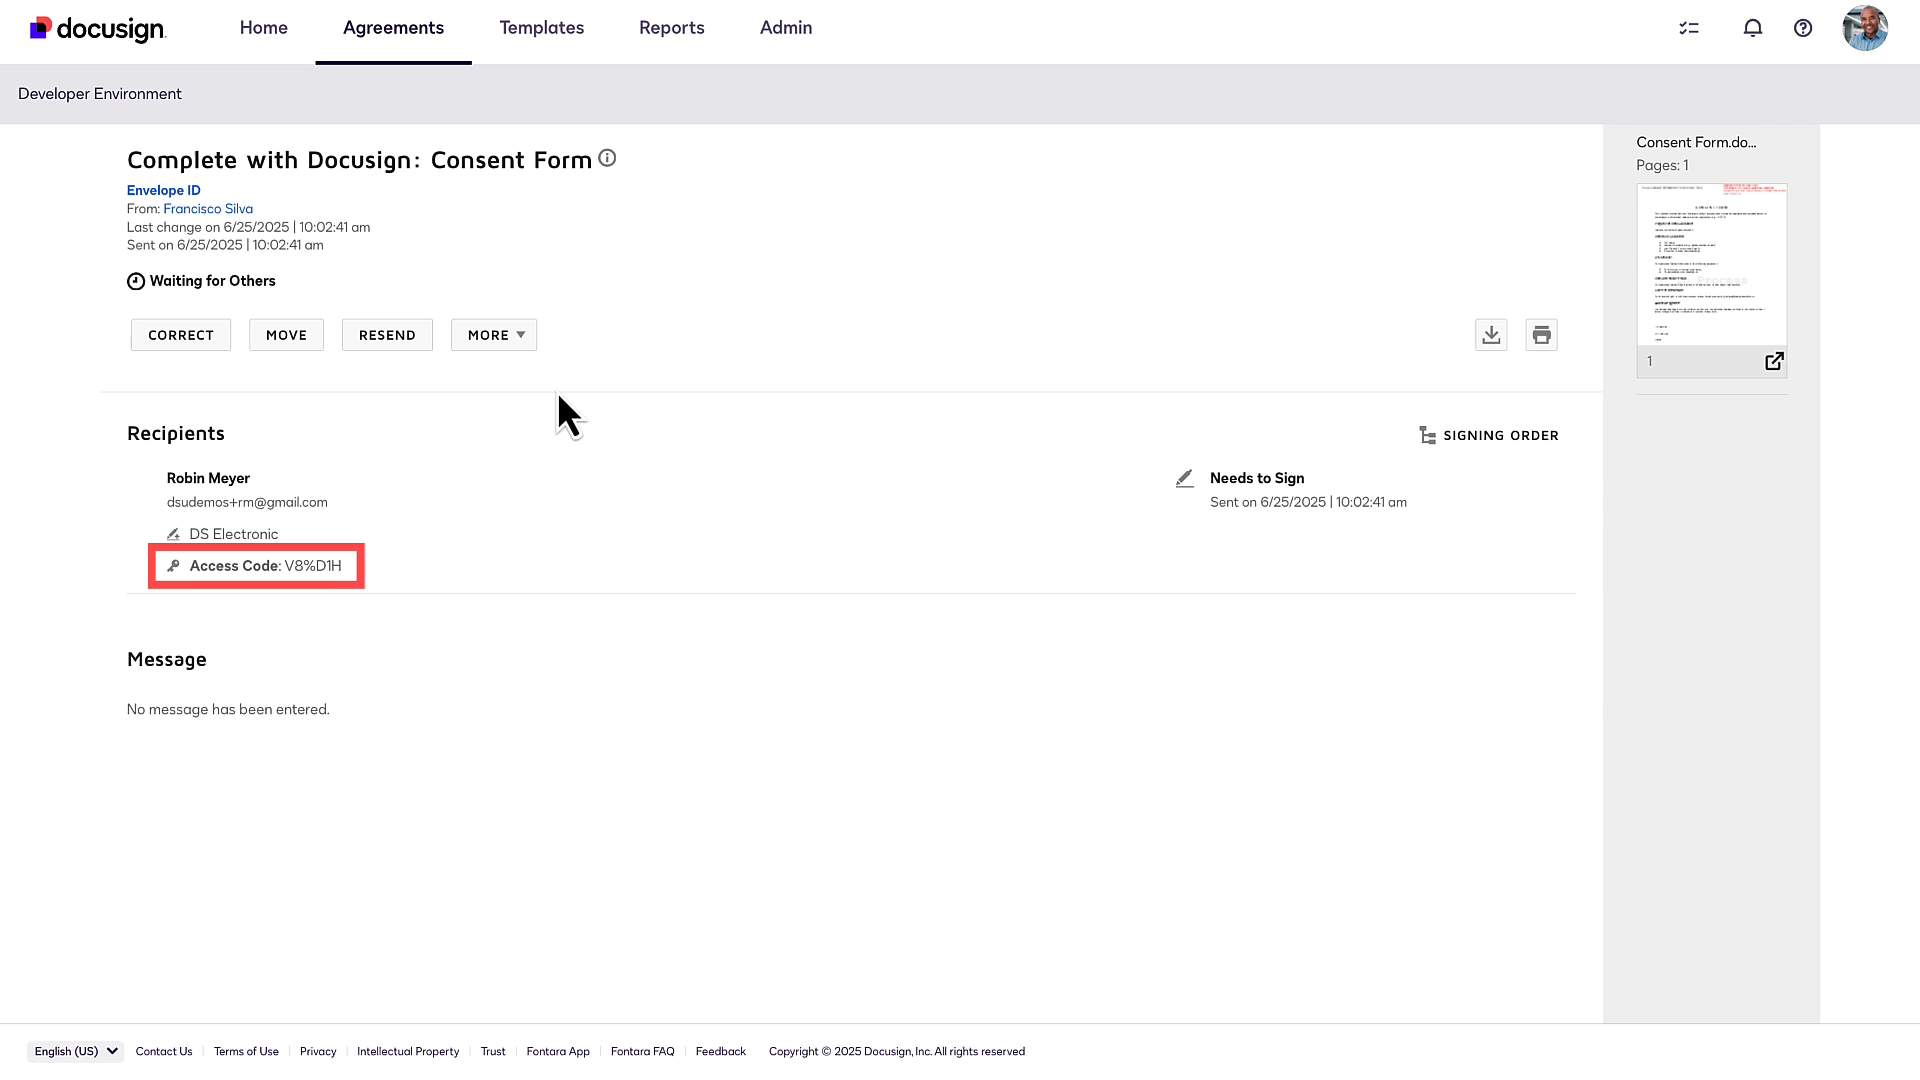 docusign
Home
Agreements
Templates
Reports
Admin
Developer Environment
Complete with Docusign: Consent Form
Envelope ID
From: Francisco Silva
Last change on 6/25/2025 | 10:02:41 am
Sent on 6/25/2025 | 10:02:41 am
Waiting for Others
CORRECT
MOVE
RESEND
MORE
Recipients
SIGNING ORDER
Robin Meyer
dsudemos+rm@gmail.com
DS Electronic
Access Code: V8%D1H
Needs to Sign
Sent on 6/25/2025 | 10:02:41 am
Message
No message has been entered.
Consent Form.do...
Pages: 1
1
English (US)
Contact Us
Terms of Use
Privacy
Intellectual Property
Trust
Fontara App
Fontara FAQ
Feedback
Copyright © 2025 Docusign, Inc. All rights reserved